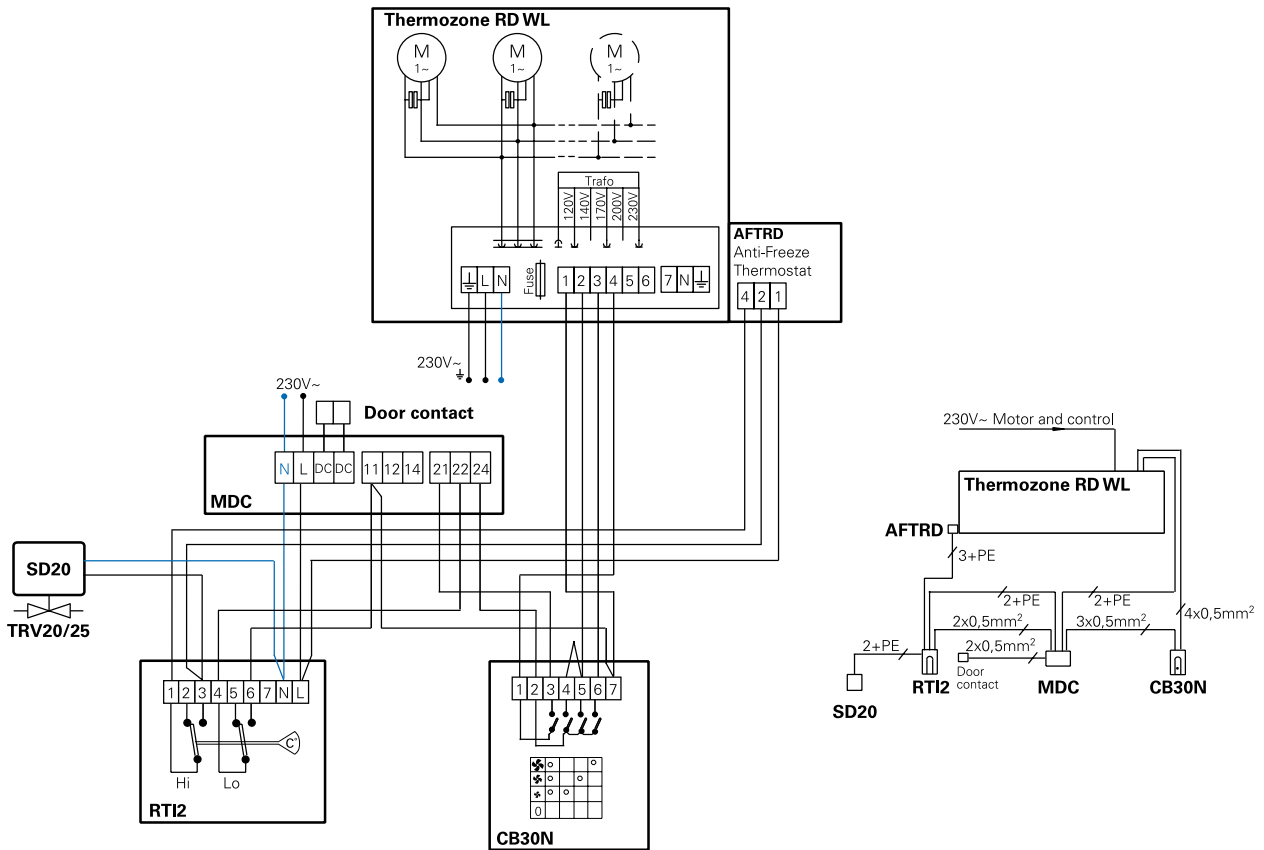 Thermozone RD WL
M M M
1~ 1~ 1~
Trafo
120V 140V 170V 200V 230V
L N Fuse 1 2 3 4 5 6 7 N
AFTRD
Anti-Freeze
Thermostat
4 2 1
230V~
230V~
Door contact
N L DC DC 11 12 14 21 22 24
MDC
SD20
TRV20/25
1 2 3 4 5 6 7 N L
C°
Hi Lo
RTI2
1 2 3 4 5 6 7
0
CB30N
230V~ Motor and control
Thermozone RD WL
AFTRD
3+PE
2+PE 2+PE
4x0,5mm²
2x0,5mm² 3x0,5mm²
2+PE 2x0,5mm²
Door
contact
RTI2 MDC CB30N
SD20